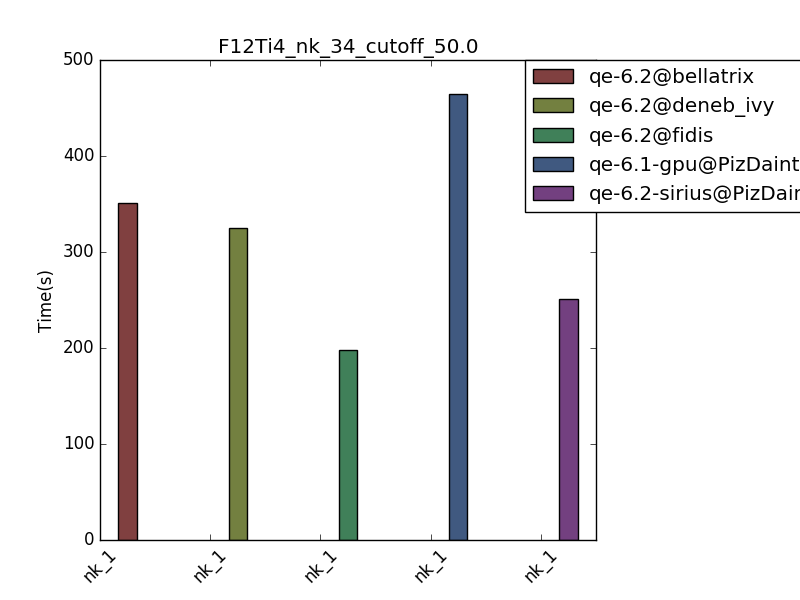 F12Ti4_nk_34_cutoff_50.0
500
400
300
200
100
0
Time(s)
nk_1
nk_1
nk_1
nk_1
nk_1
qe-6.2@bellatrix
qe-6.2@deneb_ivy
qe-6.2@fidis
qe-6.1-gpu@PizDaint
qe-6.2-sirius@PizDain